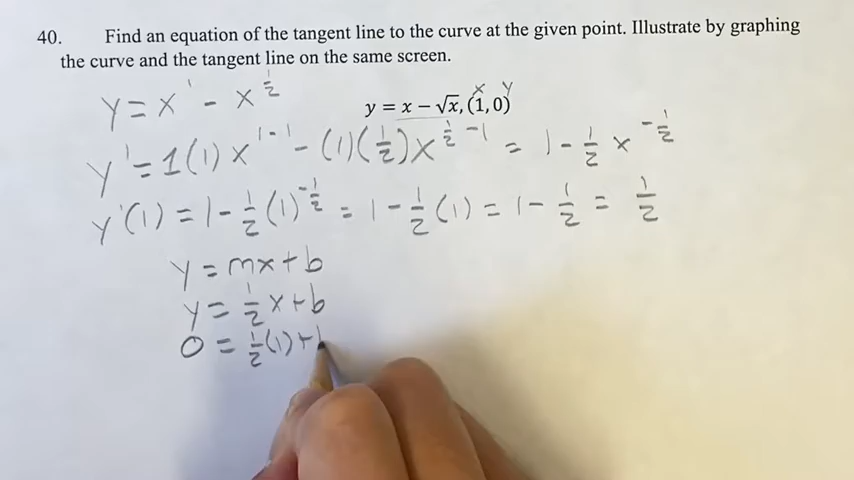 40. Find an equation of the tangent line to the curve at the given point. Illustrate by graphing
the curve and the tangent line on the same screen.
y = x¹ - x^½
x y
y = x − √x, (1,0)
y' = 1(1)x^(1-1) - (1)(½)x^(½-1) = 1 - ½ x^(-½)
y'(1) = 1 - ½(1)^(-½) = 1 - ½(1) = 1 - ½ = ½
y = mx + b
y = ½x + b
0 = ½(1) + b